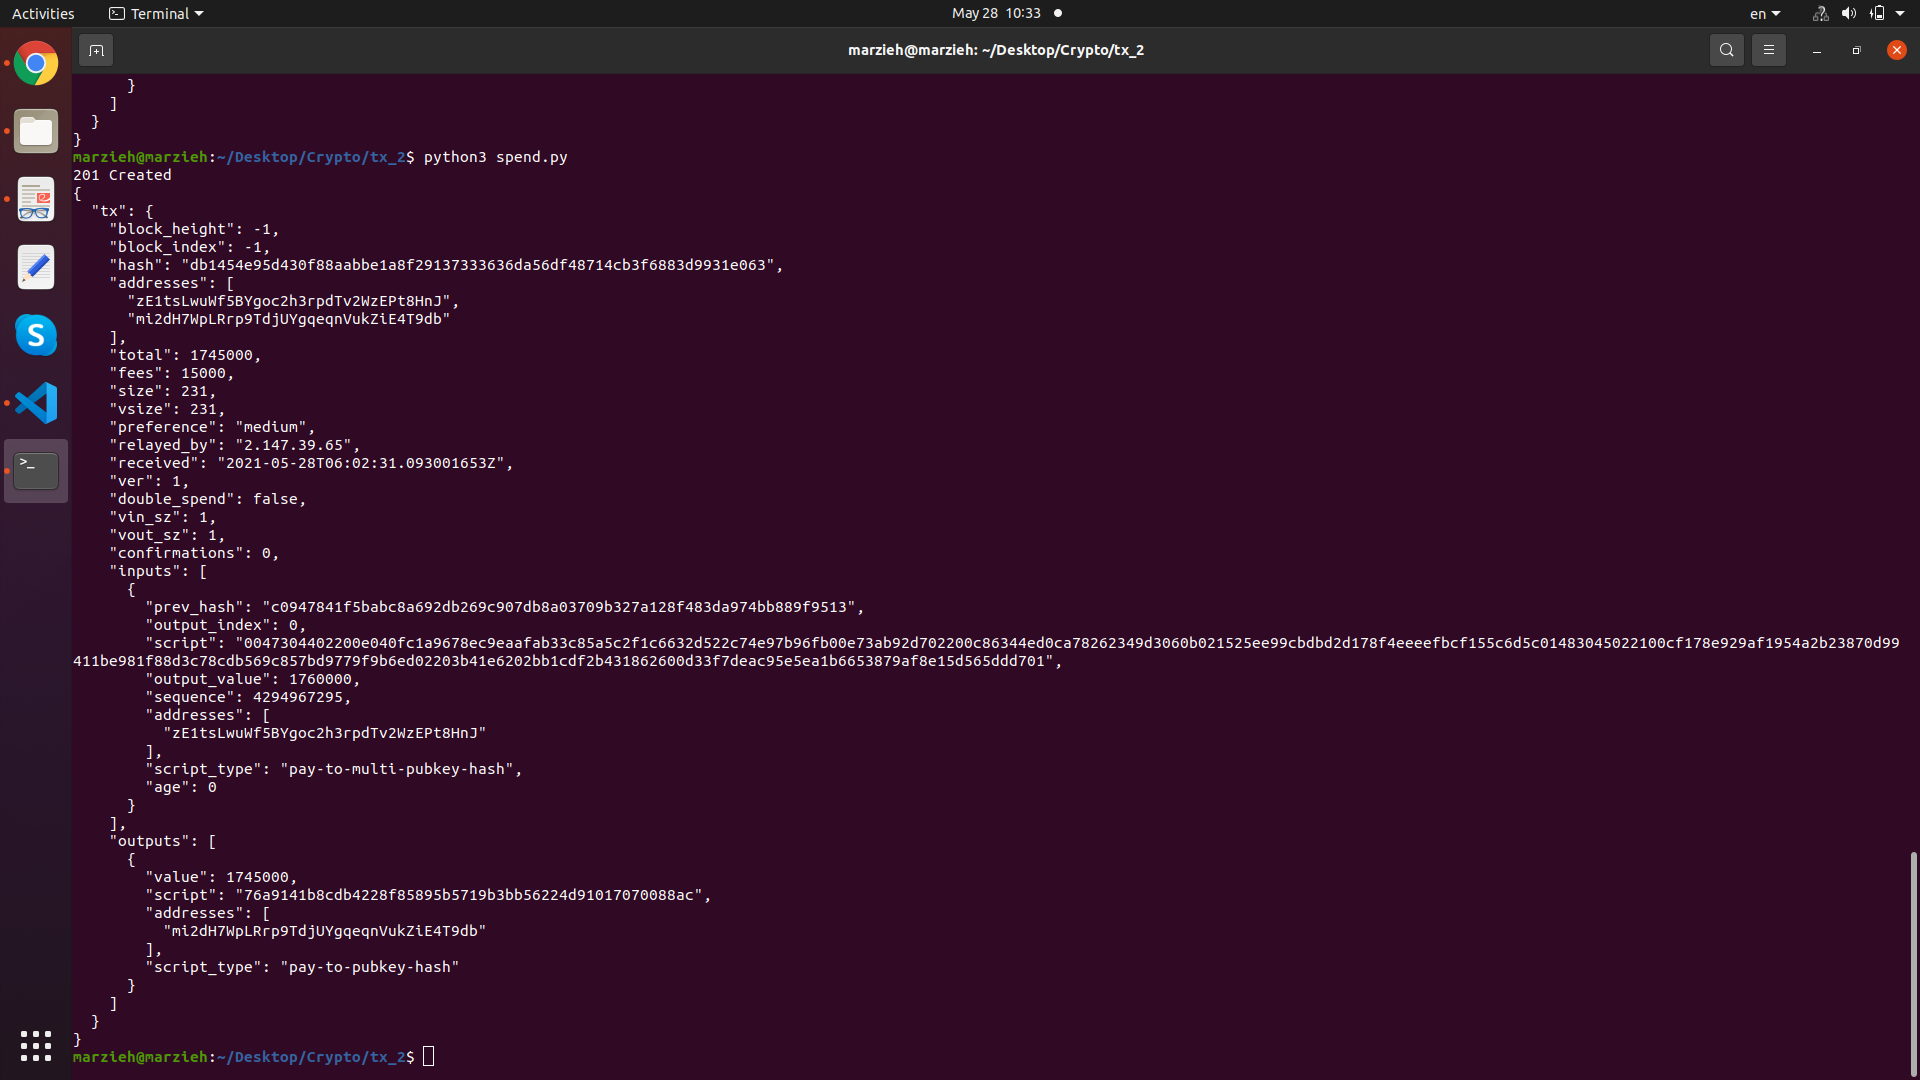 Activities
Terminal
May 28 10:33
en
marzieh@marzieh: ~/Desktop/Crypto/tx_2
}
]
}
}
marzieh@marzieh:~/Desktop/Crypto/tx_2$ python3 spend.py
201 Created
{
"tx": {
"block_height": -1,
"block_index": -1,
"hash": "db1454e95d430f88aabbe1a8f29137333636da56df48714cb3f6883d9931e063",
"addresses": [
"zE1tsLwuWf5BYgoc2h3rpdTv2WzEPt8HnJ",
"mi2dH7WpLRrp9TdjUYgqeqnVukZiE4T9db"
],
"total": 1745000,
"fees": 15000,
"size": 231,
"vsize": 231,
"preference": "medium",
"relayed_by": "2.147.39.65",
"received": "2021-05-28T06:02:31.093001653Z",
"ver": 1,
"double_spend": false,
"vin_sz": 1,
"vout_sz": 1,
"confirmations": 0,
"inputs": [
{
"prev_hash": "c0947841f5babc8a692db269c907db8a03709b327a128f483da974bb889f9513",
"output_index": 0,
"script": "0047304402200e040fc1a9678ec9eaafab33c85a5c2f1c6632d522c74e97b96fb00e73ab92d702200c86344ed0ca78262349d3060b021525ee99cbdbd2d178f4eeeefbcf155c6d5c01483045022100cf178e929af1954a2b23870d99
411be981f88d3c78cdb569c857bd9779f9b6ed02203b41e6202bb1cdf2b431862600d33f7deac95e5ea1b6653879af8e15d565ddd701",
"output_value": 1760000,
"sequence": 4294967295,
"addresses": [
"zE1tsLwuWf5BYgoc2h3rpdTv2WzEPt8HnJ"
],
"script_type": "pay-to-multi-pubkey-hash",
"age": 0
}
],
"outputs": [
{
"value": 1745000,
"script": "76a9141b8cdb4228f85895b5719b3bb56224d91017070088ac",
"addresses": [
"mi2dH7WpLRrp9TdjUYgqeqnVukZiE4T9db"
],
"script_type": "pay-to-pubkey-hash"
}
]
}
}
marzieh@marzieh:~/Desktop/Crypto/tx_2$